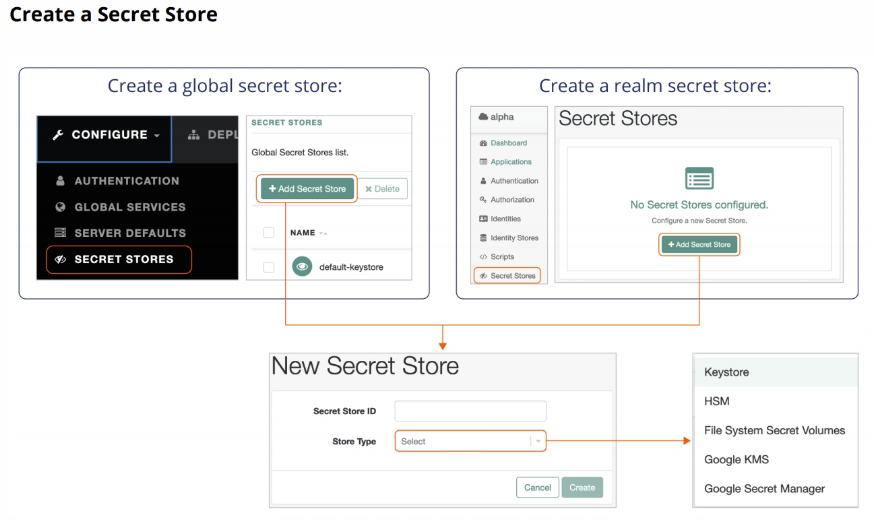 Create a Secret Store
Create a global secret store:
CONFIGURE
DEPL
AUTHENTICATION
GLOBAL SERVICES
SERVER DEFAULTS
SECRET STORES
SECRET STORES
Global Secret Stores list.
+ Add Secret Store
× Delete
NAME
default-keystore
Create a realm secret store:
alpha
Dashboard
Applications
Authentication
Authorization
Identities
Identity Stores
Scripts
Secret Stores
Secret Stores
No Secret Stores configured.
Configure a new Secret Store.
+ Add Secret Store
New Secret Store
Secret Store ID
Store Type
Select
Cancel
Create
Keystore
HSM
File System Secret Volumes
Google KMS
Google Secret Manager